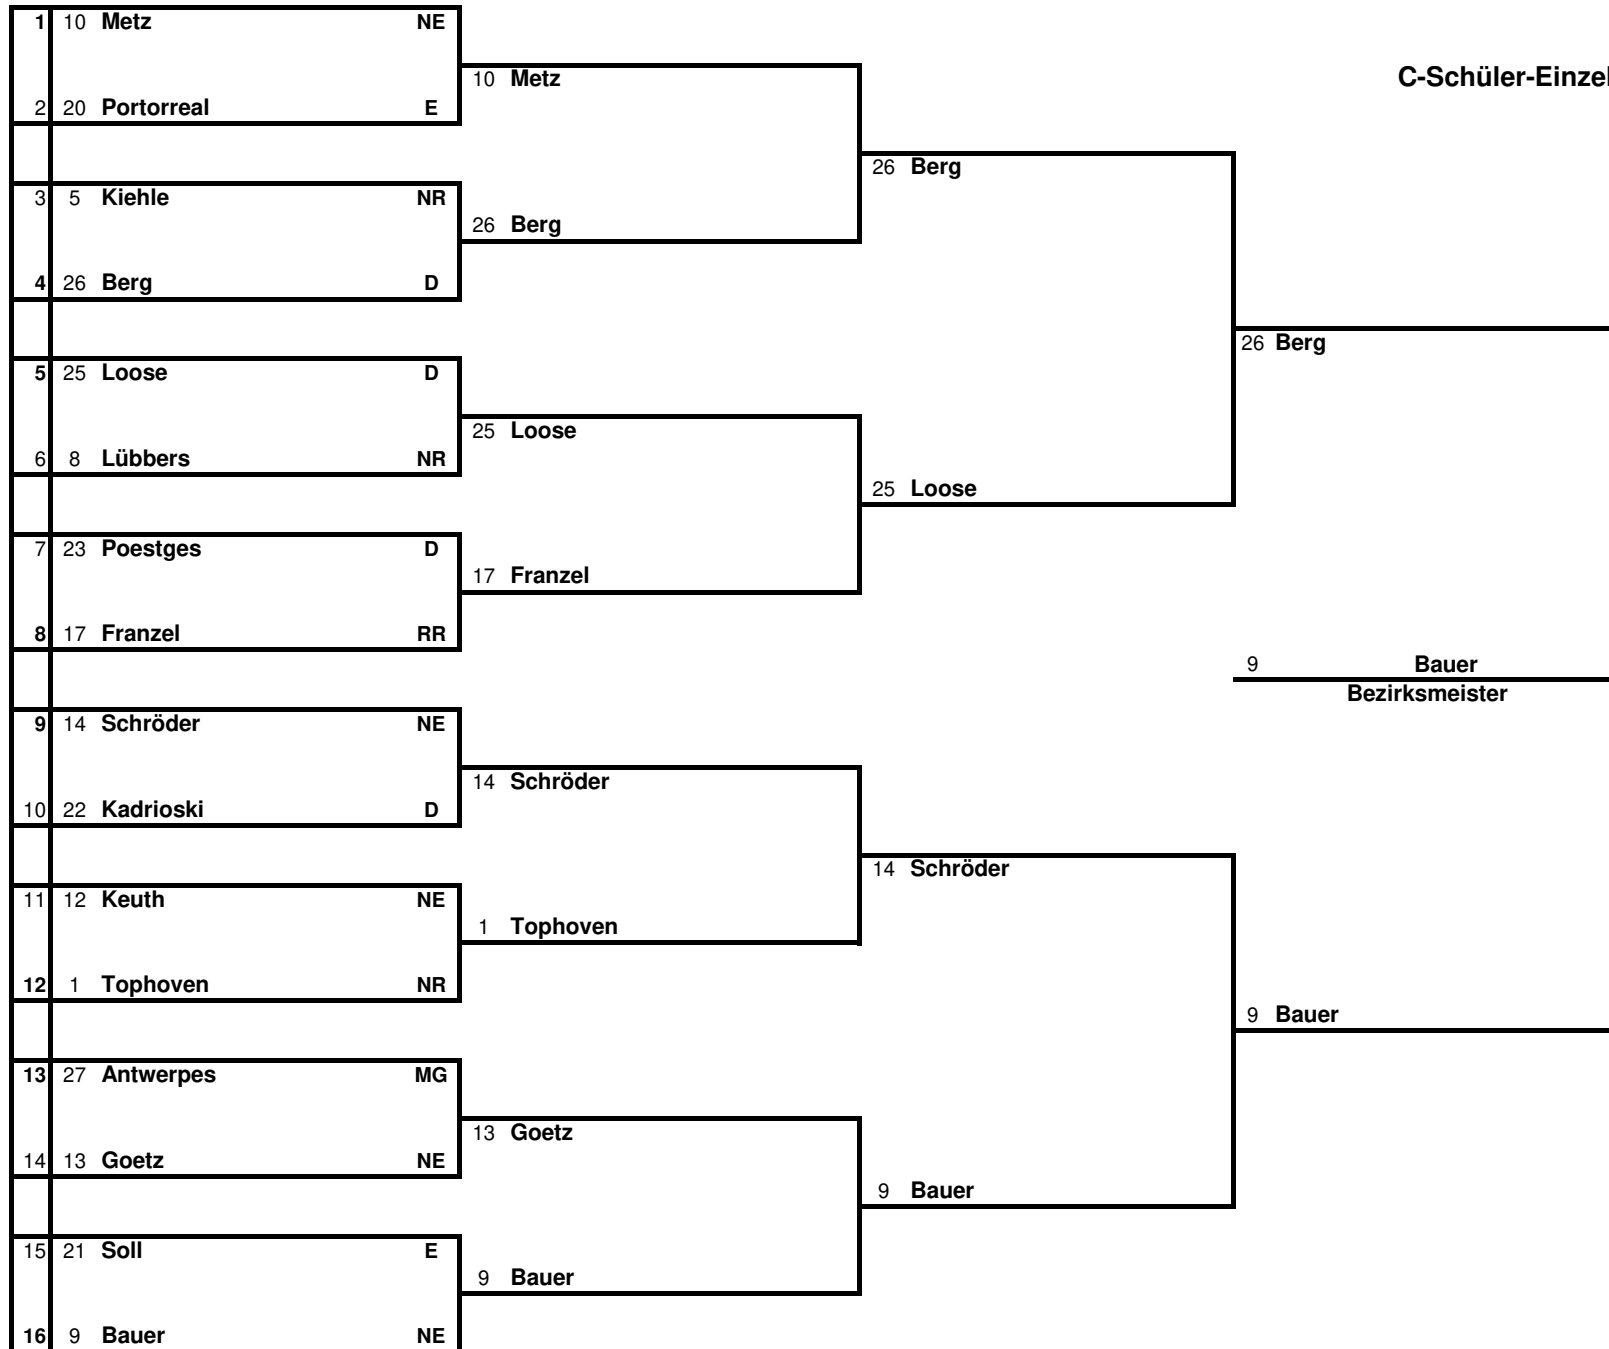 1 10 Metz NE
10 Metz
C-Schüler-Einzel
2 20 Portorreal E
26 Berg
3 5 Kiehle NR
26 Berg
4 26 Berg D
26 Berg
5 25 Loose D
25 Loose
6 8 Lübbers NR
25 Loose
7 23 Poestges D
17 Franzel
8 17 Franzel RR
9 Bauer
Bezirksmeister
9 14 Schröder NE
14 Schröder
10 22 Kadrioski D
14 Schröder
11 12 Keuth NE
1 Tophoven
12 1 Tophoven NR
9 Bauer
13 27 Antwerpes MG
13 Goetz
14 13 Goetz NE
9 Bauer
15 21 Soll E
9 Bauer
16 9 Bauer NE